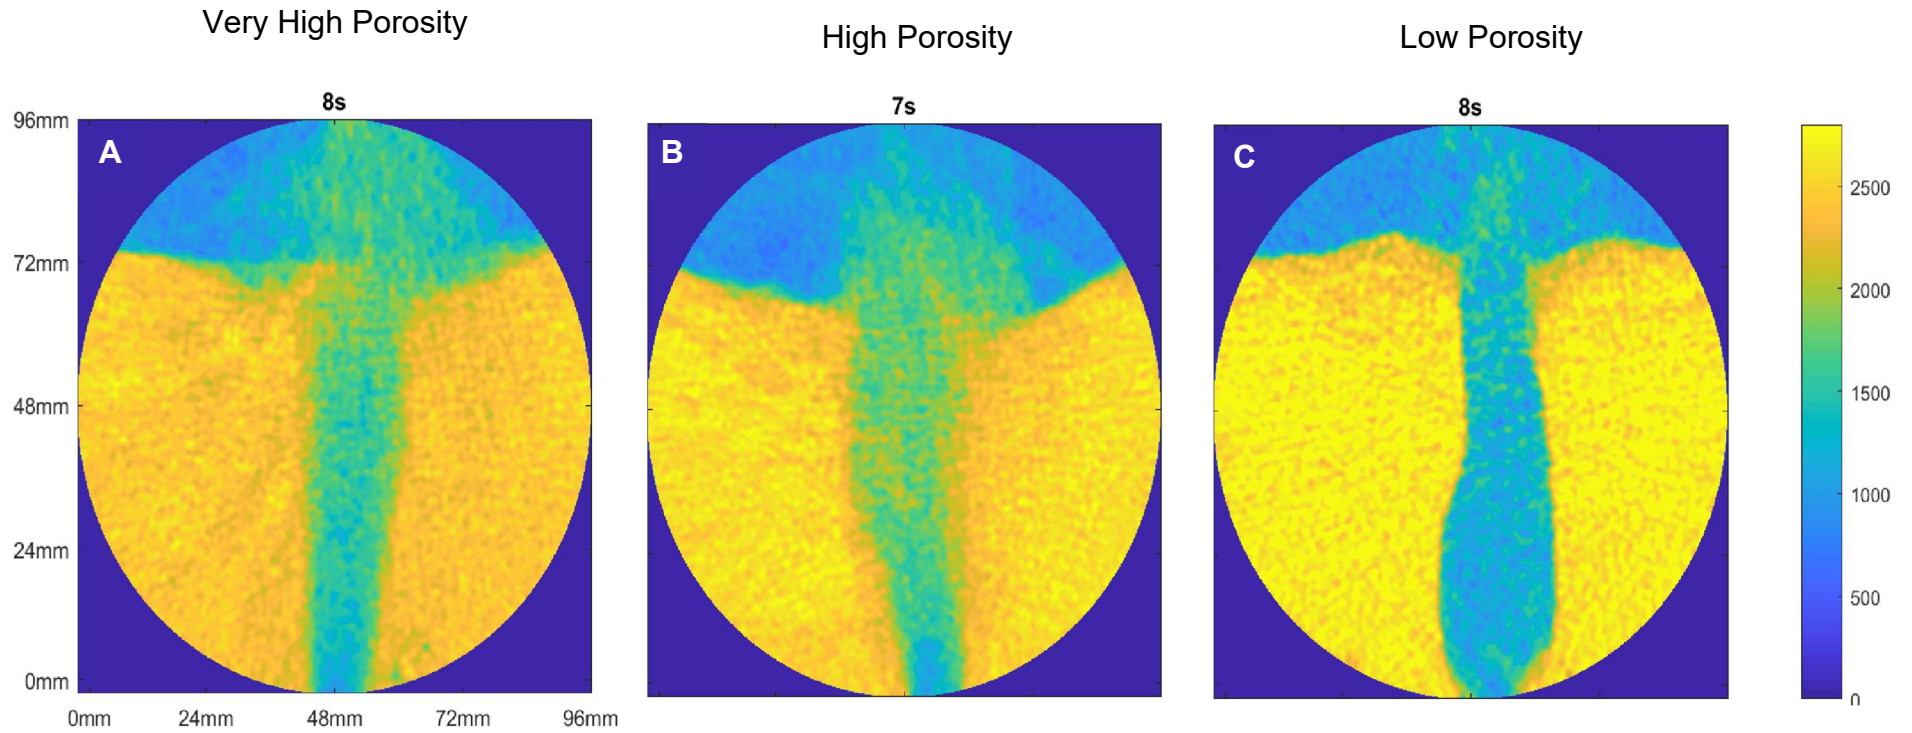 Very High Porosity
High Porosity
Low Porosity
8s
7s
8s
A
B
C
96mm
72mm
48mm
24mm
0mm
0mm
24mm
48mm
72mm
96mm
2500
2000
1500
1000
500
0